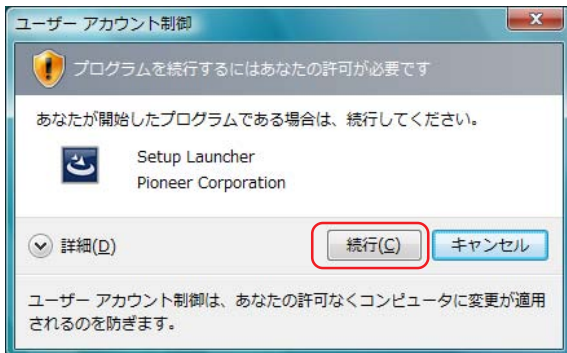 ユーザー アカウント制御
プログラムを続行するにはあなたの許可が必要です
あなたが開始したプログラムである場合は、続行してください。
Setup Launcher
Pioneer Corporation
詳細(D)
続行(C)
キャンセル
ユーザー アカウント制御は、あなたの許可なくコンピュータに変更が適用
されるのを防ぎます。